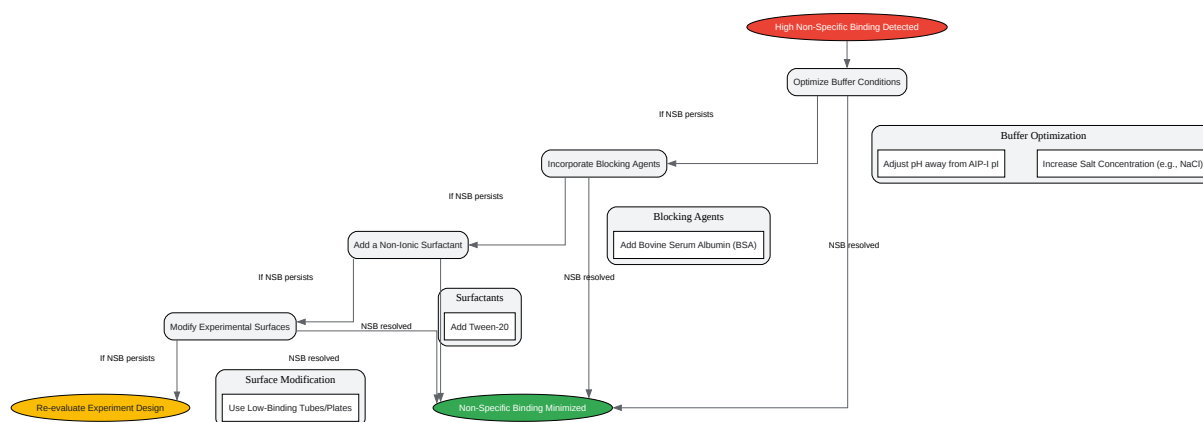 High Non-Specific Binding Detected
Optimize Buffer Conditions
If NSB persists
Buffer Optimization
Adjust pH away from AIP-I pI
Increase Salt Concentration (e.g., NaCl)
Incorporate Blocking Agents
If NSB persists
Blocking Agents
Add Bovine Serum Albumin (BSA)
Add a Non-Ionic Surfactant
NSB resolved
If NSB persists
NSB resolved
Surfactants
Add Tween-20
Modify Experimental Surfaces
NSB resolved
If NSB persists
NSB resolved
Surface Modification
Use Low-Binding Tubes/Plates
Re-evaluate Experiment Design
Non-Specific Binding Minimized